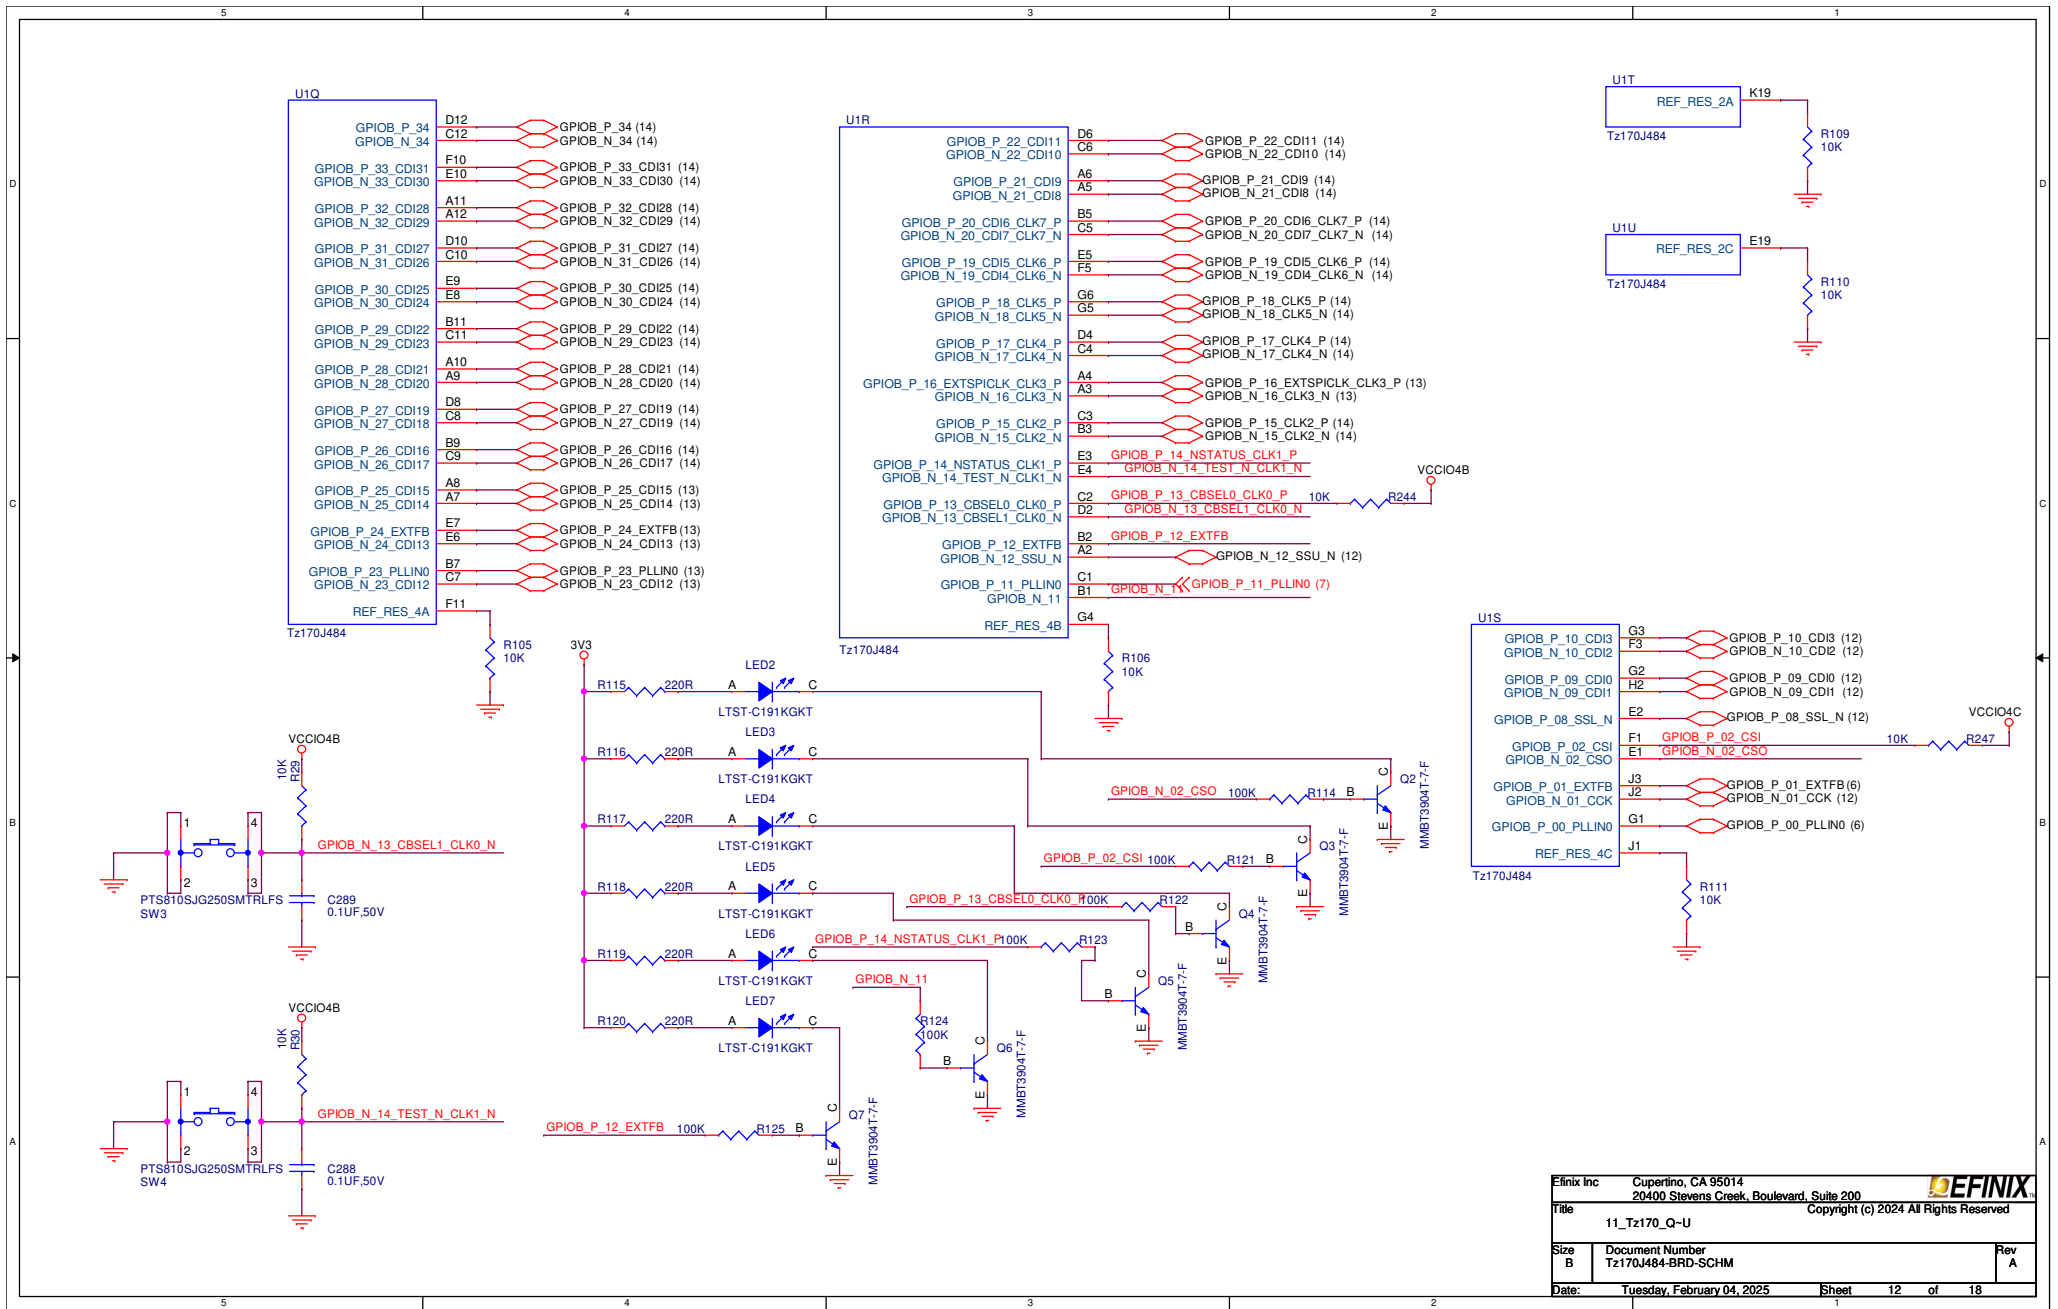 5 4 3 2 1
D
C
B
A
U1Q
GPIOB_P_34 D12 GPIOB_P_34 (14)
GPIOB_N_34 C12 GPIOB_N_34 (14)
GPIOB_P_33_CDI31 F10 GPIOB_P_33_CDI31 (14)
GPIOB_N_33_CDI30 E10 GPIOB_N_33_CDI30 (14)
GPIOB_P_32_CDI28 A11 GPIOB_P_32_CDI28 (14)
GPIOB_N_32_CDI29 A12 GPIOB_N_32_CDI29 (14)
GPIOB_P_31_CDI27 D10 GPIOB_P_31_CDI27 (14)
GPIOB_N_31_CDI26 C10 GPIOB_N_31_CDI26 (14)
GPIOB_P_30_CDI25 E9 GPIOB_P_30_CDI25 (14)
GPIOB_N_30_CDI24 E8 GPIOB_N_30_CDI24 (14)
GPIOB_P_29_CDI22 B11 GPIOB_P_29_CDI22 (14)
GPIOB_N_29_CDI23 C11 GPIOB_N_29_CDI23 (14)
GPIOB_P_28_CDI21 A10 GPIOB_P_28_CDI21 (14)
GPIOB_N_28_CDI20 A9 GPIOB_N_28_CDI20 (14)
GPIOB_P_27_CDI19 D8 GPIOB_P_27_CDI19 (14)
GPIOB_N_27_CDI18 C8 GPIOB_N_27_CDI19 (14)
GPIOB_P_26_CDI16 B9 GPIOB_P_26_CDI16 (14)
GPIOB_N_26_CDI17 C9 GPIOB_N_26_CDI17 (14)
GPIOB_P_25_CDI15 A8 GPIOB_P_25_CDI15 (13)
GPIOB_N_25_CDI14 A7 GPIOB_N_25_CDI14 (13)
GPIOB_P_24_EXTFB E7 GPIOB_P_24_EXTFB (13)
GPIOB_N_24_CDI13 E6 GPIOB_N_24_CDI13 (13)
GPIOB_P_23_PLLIN0 B7 GPIOB_P_23_PLLIN0 (13)
GPIOB_N_23_CDI12 C7 GPIOB_N_23_CDI12 (13)
REF_RES_4A F11
Tz170J484
R105
10K
U1R
GPIOB_P_22_CDI11 D6 GPIOB_P_22_CDI11 (14)
GPIOB_N_22_CDI10 C6 GPIOB_N_22_CDI10 (14)
GPIOB_P_21_CDI9 A6 GPIOB_P_21_CDI9 (14)
GPIOB_N_21_CDI8 A5 GPIOB_N_21_CDI8 (14)
GPIOB_P_20_CDI6_CLK7_P B5 GPIOB_P_20_CDI6_CLK7_P (14)
GPIOB_N_20_CDI7_CLK7_N C5 GPIOB_N_20_CDI7_CLK7_N (14)
GPIOB_P_19_CDI5_CLK6_P E5 GPIOB_P_19_CDI5_CLK6_P (14)
GPIOB_N_19_CDI4_CLK6_N F5 GPIOB_N_19_CDI4_CLK6_N (14)
GPIOB_P_18_CLK5_P G6 GPIOB_P_18_CLK5_P (14)
GPIOB_N_18_CLK5_N G5 GPIOB_N_18_CLK5_N (14)
GPIOB_P_17_CLK4_P D4 GPIOB_P_17_CLK4_P (14)
GPIOB_N_17_CLK4_N C4 GPIOB_N_17_CLK4_N (14)
GPIOB_P_16_EXTSPICLK_CLK3_P A4 GPIOB_P_16_EXTSPICLK_CLK3_P (13)
GPIOB_N_16_CLK3_N A3 GPIOB_N_16_CLK3_N (13)
GPIOB_P_15_CLK2_P C3 GPIOB_P_15_CLK2_P (14)
GPIOB_N_15_CLK2_N B3 GPIOB_N_15_CLK2_N (14)
GPIOB_P_14_NSTATUS_CLK1_P E3 GPIOB_P_14_NSTATUS_CLK1_P
GPIOB_N_14_TEST_N_CLK1_N E4 GPIOB_N_14_TEST_N_CLK1_N
GPIOB_P_13_CBSEL0_CLK0_P C2 GPIOB_P_13_CBSEL0_CLK0_P 10K R244 VCCIO4B
GPIOB_N_13_CBSEL1_CLK0_N D2 GPIOB_N_13_CBSEL1_CLK0_N
GPIOB_P_12_EXTFB B2 GPIOB_P_12_EXTFB
GPIOB_N_12_SSU_N A2 GPIOB_N_12_SSU_N (12)
GPIOB_P_11_PLLIN0 C1 GPIOB_P_11_PLLIN0 (7)
GPIOB_N_11 B1 GPIOB_N_11
REF_RES_4B G4
Tz170J484
R106
10K
U1T
REF_RES_2A K19
Tz170J484
R109
10K
U1U
REF_RES_2C E19
Tz170J484
R110
10K
U1S
GPIOB_P_10_CDI3 G3 GPIOB_P_10_CDI3 (12)
GPIOB_N_10_CDI2 F3 GPIOB_N_10_CDI2 (12)
GPIOB_P_09_CDI0 G2 GPIOB_P_09_CDI0 (12)
GPIOB_N_09_CDI1 H2 GPIOB_N_09_CDI1 (12)
GPIOB_P_08_SSL_N E2 GPIOB_P_08_SSL_N (12)
GPIOB_P_02_CSI F1 GPIOB_P_02_CSI 10K R247 VCCIO4C
GPIOB_N_02_CSO E1 GPIOB_N_02_CSO
GPIOB_P_01_EXTFB J3 GPIOB_P_01_EXTFB (6)
GPIOB_N_01_CCK J2 GPIOB_N_01_CCK (12)
GPIOB_P_00_PLLIN0 G1 GPIOB_P_00_PLLIN0 (6)
REF_RES_4C J1
Tz170J484
R111
10K
3V3
LED2
R115 220R A C
LTST-C191KGKT
LED3
R116 220R A C
LTST-C191KGKT
LED4
R117 220R A C
LTST-C191KGKT
LED5
R118 220R A C
LTST-C191KGKT
LED6
R119 220R A C
LTST-C191KGKT
LED7
R120 220R A C
LTST-C191KGKT
GPIOB_N_02_CSO 100K R114 B C E Q2 MMBT3904T-7-F
GPIOB_P_02_CSI 100K R121 B C E Q3 MMBT3904T-7-F
GPIOB_P_13_CBSEL0_CLK0_P 100K R122 B C E Q4 MMBT3904T-7-F
GPIOB_P_14_NSTATUS_CLK1_P 100K R123 B C E Q5 MMBT3904T-7-F
GPIOB_N_11 R124 100K B C E Q6 MMBT3904T-7-F
GPIOB_P_12_EXTFB 100K R125 B C E Q7 MMBT3904T-7-F
VCCIO4B
10K R29
1 4
2 3
GPIOB_N_13_CBSEL1_CLK0_N
PTS810SJG250SMTRLFS
SW3
C289
0.1UF,50V
VCCIO4B
10K R30
1 4
2 3
GPIOB_N_14_TEST_N_CLK1_N
PTS810SJG250SMTRLFS
SW4
C288
0.1UF,50V
Efinix Inc Cupertino, CA 95014
20400 Stevens Creek, Boulevard, Suite 200
EFINIX
Title Copyright (c) 2024 All Rights Reserved
11_Tz170_Q~U
Size Document Number Rev
B Tz170J484-BRD-SCHM A
Date: Tuesday, February 04, 2025 Sheet 12 of 18
D
C
B
A
5 4 3 2 1